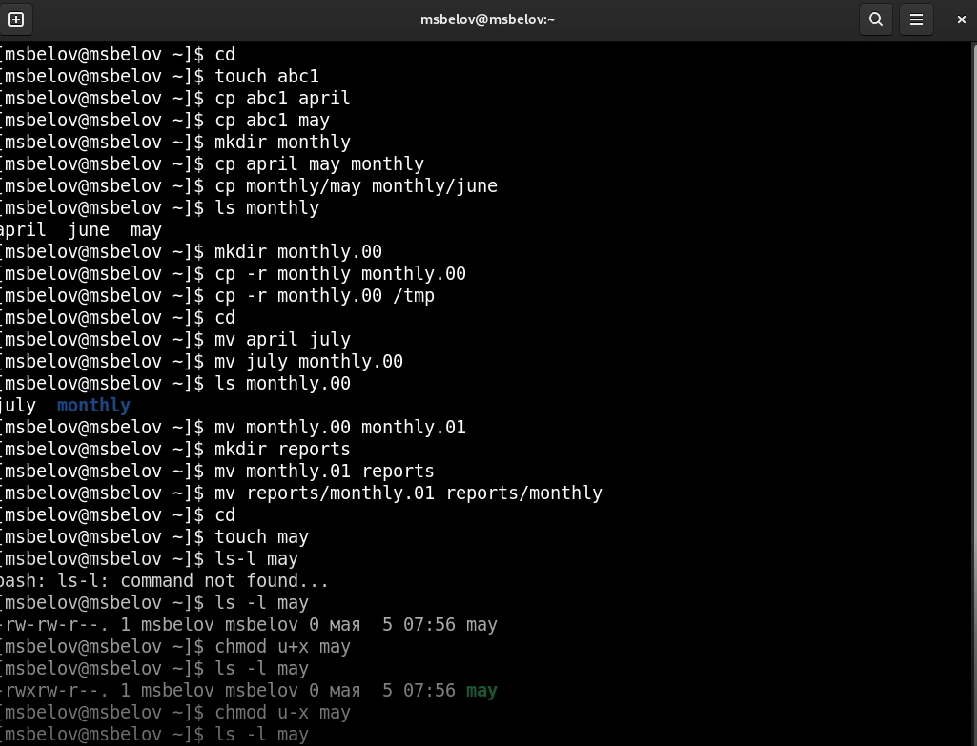 msbelov@msbelov:~
[msbelov@msbelov ~]$ cd
[msbelov@msbelov ~]$ touch abc1
[msbelov@msbelov ~]$ cp abc1 april
[msbelov@msbelov ~]$ cp abc1 may
[msbelov@msbelov ~]$ mkdir monthly
[msbelov@msbelov ~]$ cp april may monthly
[msbelov@msbelov ~]$ cp monthly/may monthly/june
[msbelov@msbelov ~]$ ls monthly
april  june  may
[msbelov@msbelov ~]$ mkdir monthly.00
[msbelov@msbelov ~]$ cp -r monthly monthly.00
[msbelov@msbelov ~]$ cp -r monthly.00 /tmp
[msbelov@msbelov ~]$ cd
[msbelov@msbelov ~]$ mv april july
[msbelov@msbelov ~]$ mv july monthly.00
[msbelov@msbelov ~]$ ls monthly.00
july  monthly
[msbelov@msbelov ~]$ mv monthly.00 monthly.01
[msbelov@msbelov ~]$ mkdir reports
[msbelov@msbelov ~]$ mv monthly.01 reports
[msbelov@msbelov ~]$ mv reports/monthly.01 reports/monthly
[msbelov@msbelov ~]$ cd
[msbelov@msbelov ~]$ touch may
[msbelov@msbelov ~]$ ls-l may
bash: ls-l: command not found...
[msbelov@msbelov ~]$ ls -l may
-rw-rw-r--. 1 msbelov msbelov 0 мая  5 07:56 may
[msbelov@msbelov ~]$ chmod u+x may
[msbelov@msbelov ~]$ ls -l may
-rwxrw-r--. 1 msbelov msbelov 0 мая  5 07:56 may
[msbelov@msbelov ~]$ chmod u-x may
[msbelov@msbelov ~]$ ls -l may